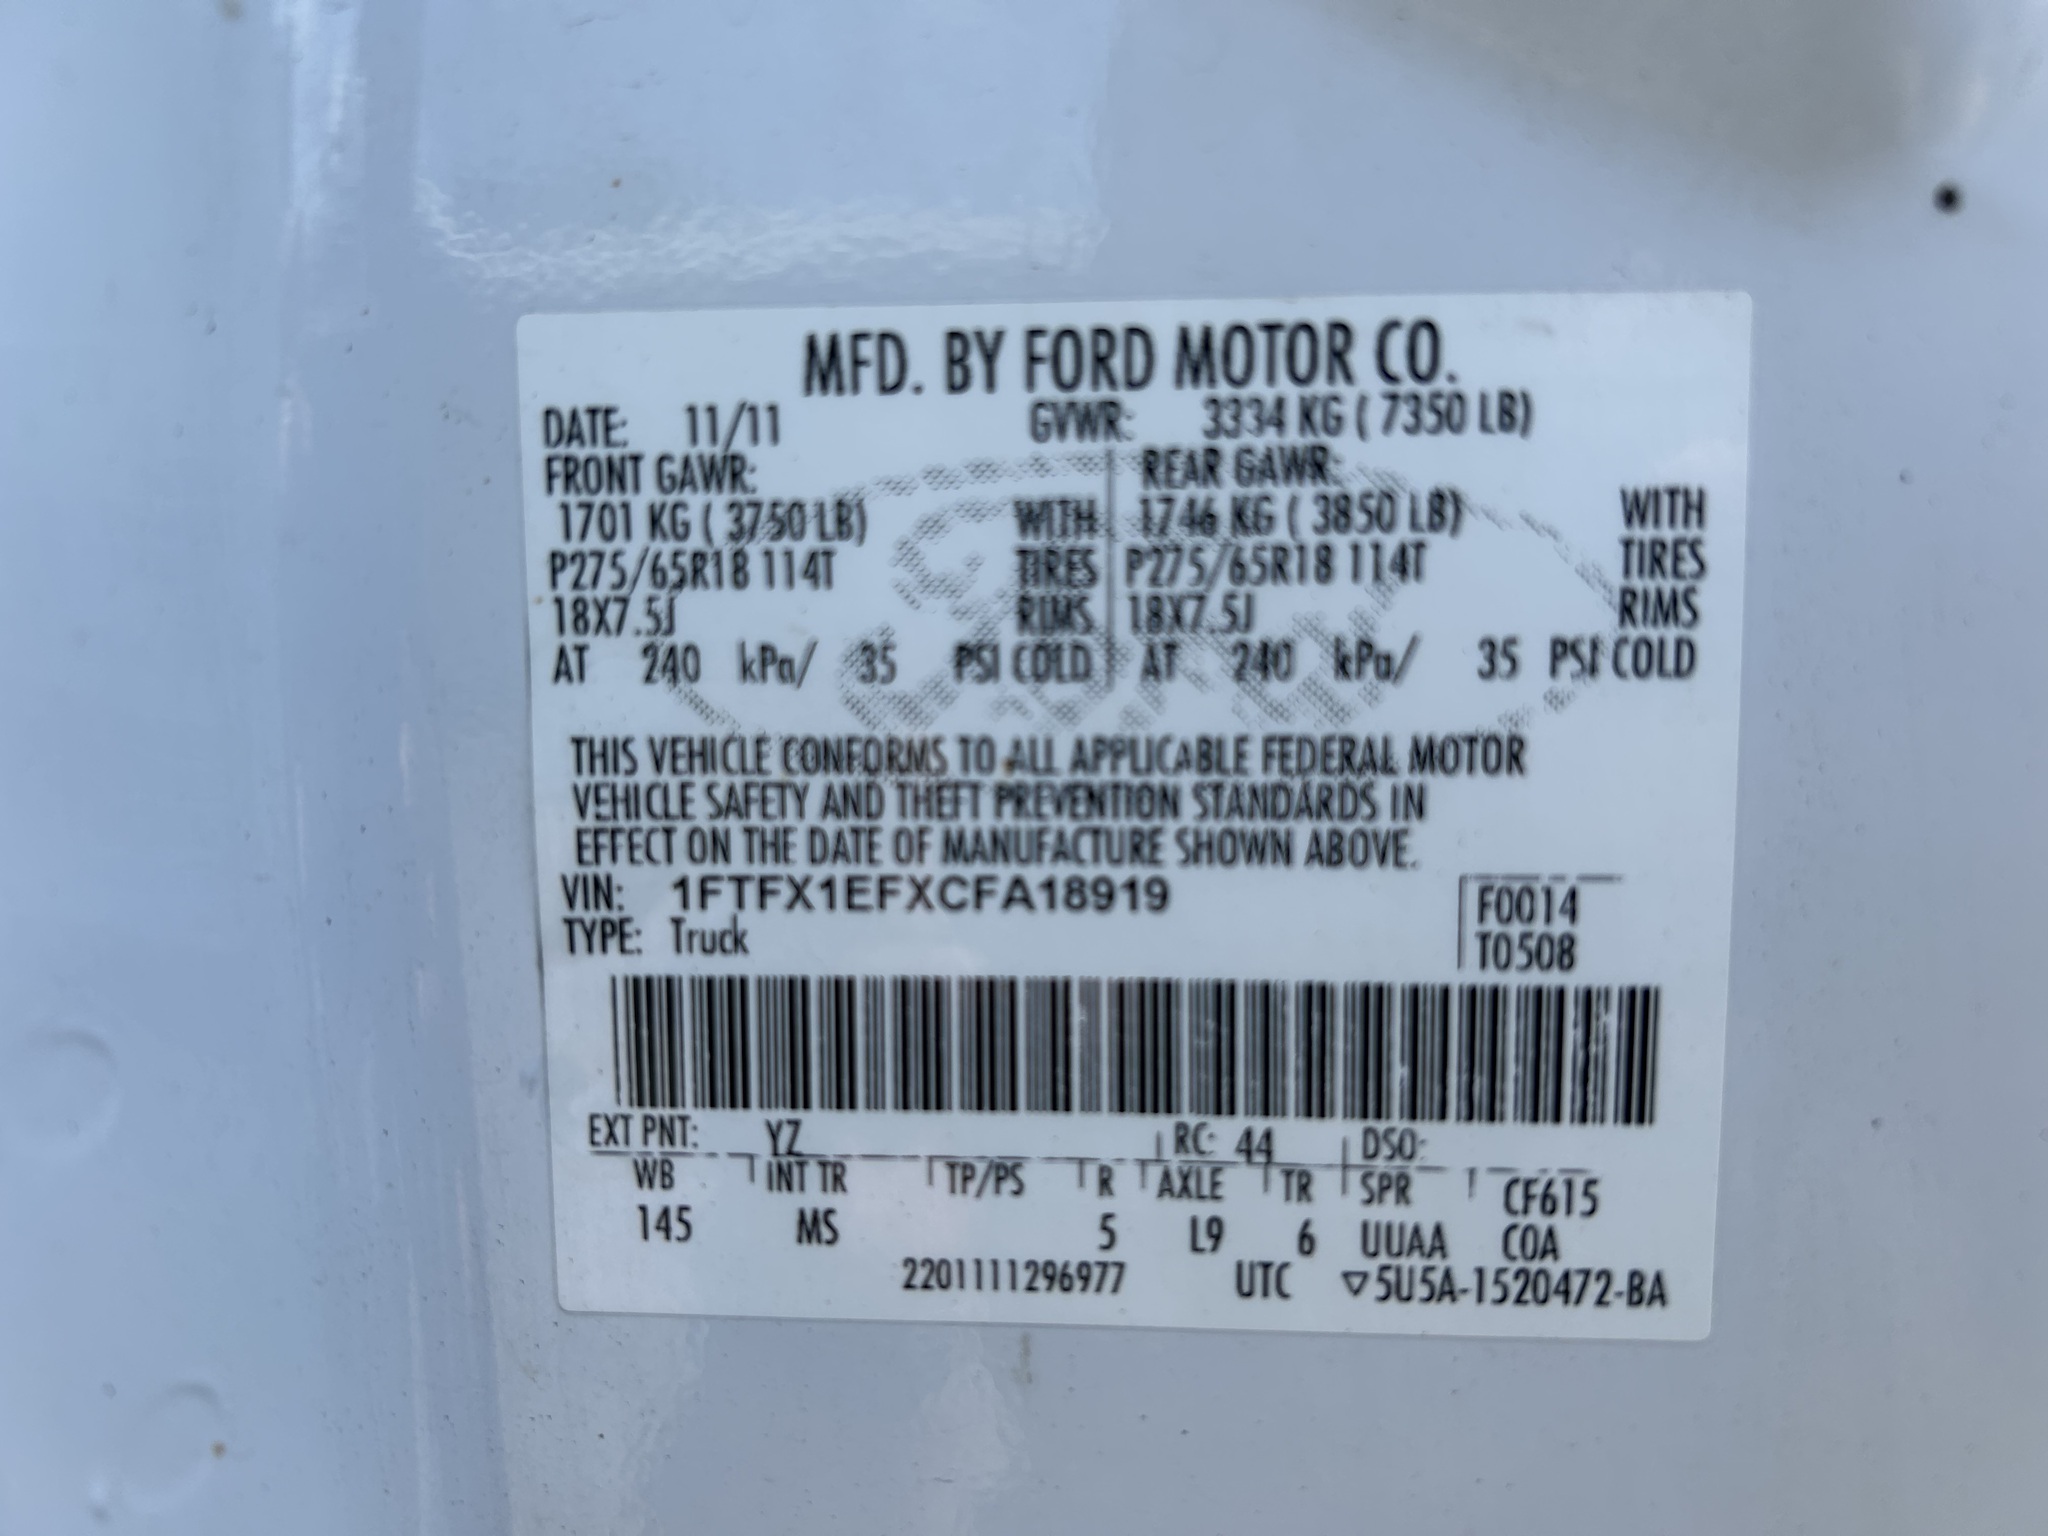 MFD. BY FORD MOTOR CO.
DATE: 11/11 GVWR: 3334 KG ( 7350 LB)
FRONT GAWR: REAR GAWR:
1701 KG ( 3750 LB) WITH 1746 KG ( 3850 LB) WITH
P275/65R18 114T TIRES P275/65R18 114T TIRES
18X7.5J RIMS 18X7.5J RIMS
AT 240 kPa/ 35 PSI COLD AT 240 kPa/ 35 PSI COLD
THIS VEHICLE CONFORMS TO ALL APPLICABLE FEDERAL MOTOR
VEHICLE SAFETY AND THEFT PREVENTION STANDARDS IN
EFFECT ON THE DATE OF MANUFACTURE SHOWN ABOVE.
VIN: 1FTFX1EFXCFA18919 F0014
TYPE: Truck T0508
EXT PNT: YZ RC: 44 DSO:
WB INT TR TP/PS R AXLE TR SPR CF615
145 MS 5 L9 6 UUAA COA
2201111296977 UTC ▽5U5A-1520472-BA